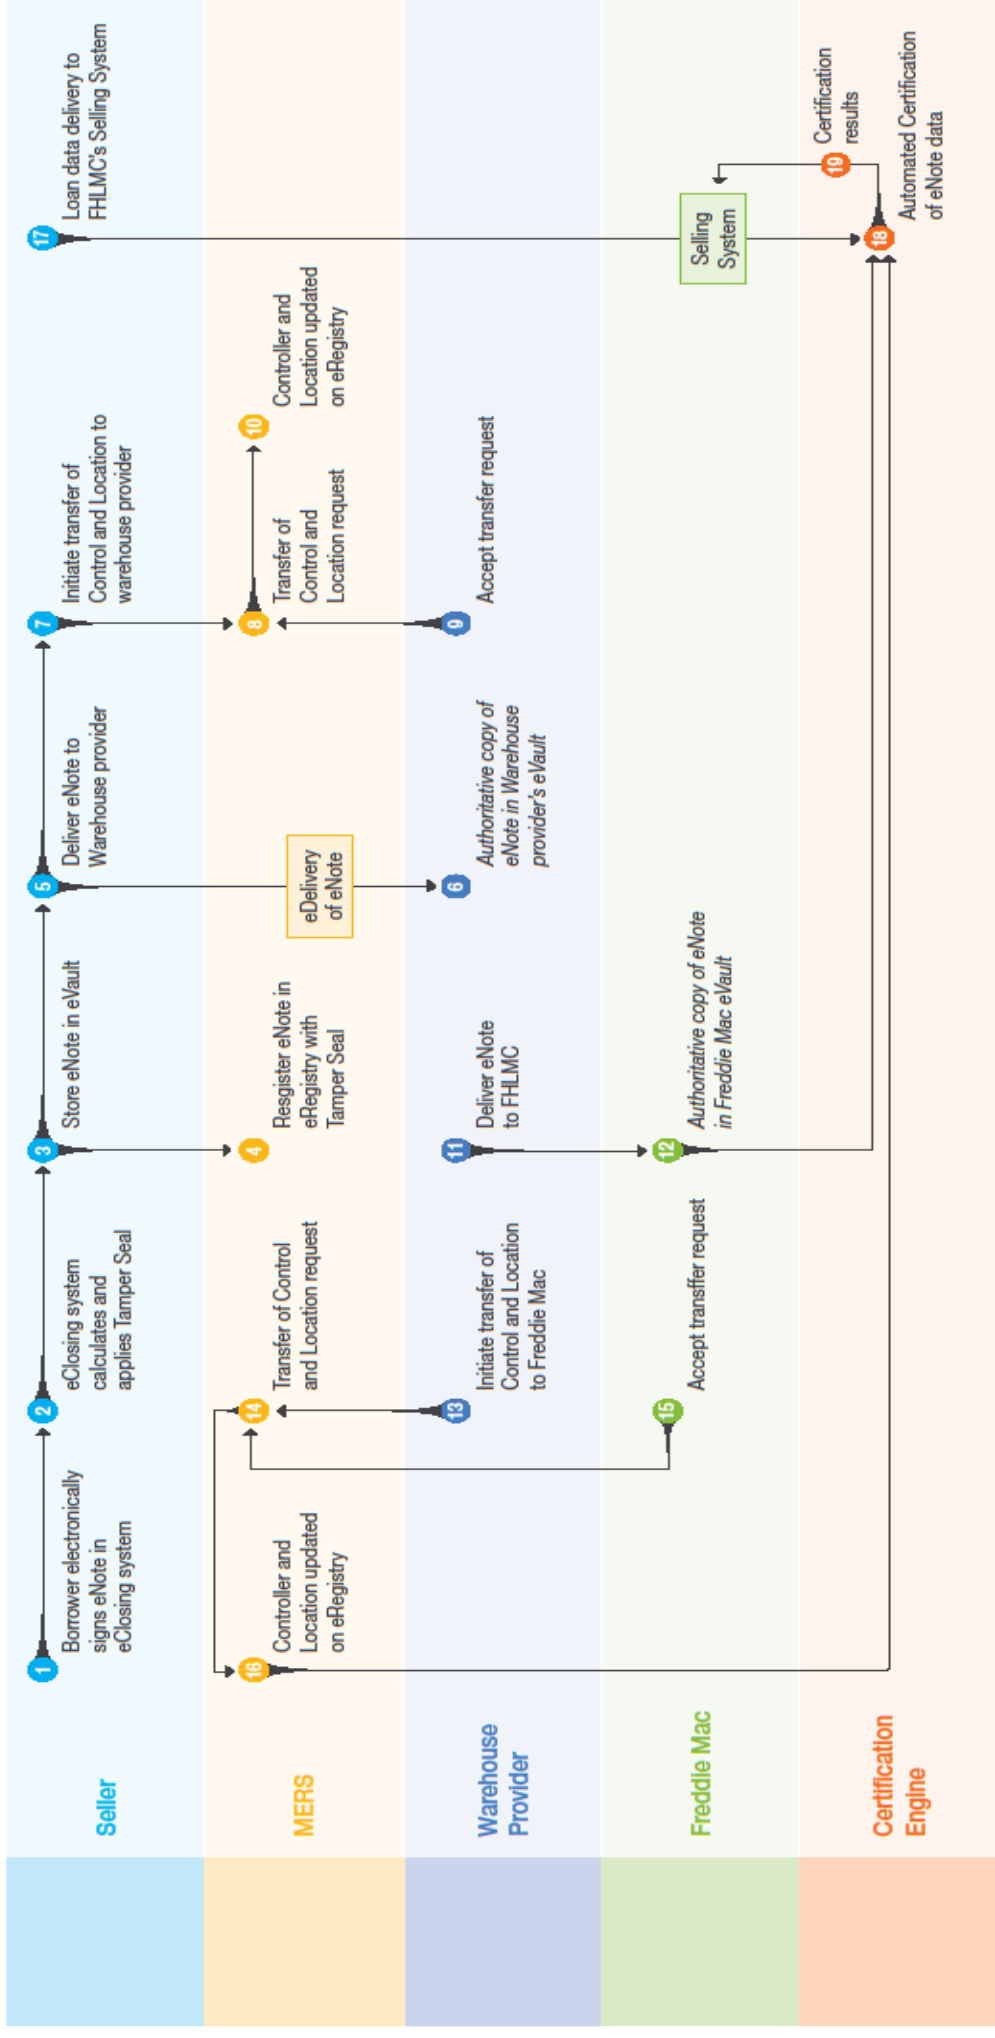 Seller
1
Borrower electronically
signs eNote in
eClosing system
2
eClosing system
calculates and
applies Tamper Seal
3
Store eNote in eVault
5
Deliver eNote to
Warehouse provider
7
Initiate transfer of
Control and Location to
warehouse provider
17
Loan data delivery to
FHLMC's Selling System
MERS
16
Controller and
Location updated
on eRegistry
14
Transfer of Control
and Location request
4
Resgister eNote in
eRegistry with
Tamper Seal
eDelivery
of eNote
8
Transfer of
Control and
Location request
10
Controller and
Location updated
on eRegistry
Warehouse
Provider
13
Initiate transfer of
Control and Location
to Freddie Mac
11
Deliver eNote
to FHLMC
6
Authoritative copy of
eNote in Warehouse
provider's eVault
9
Accept transfer request
Freddie Mac
15
Accept transffer request
12
Authoritative copy of eNote
in Freddie Mac eVault
Selling
System
Certification
Engine
18
Automated Certification
of eNote data
19
Certification
results